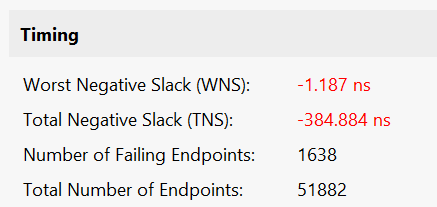 Timing
Worst Negative Slack (WNS): -1.187 ns
Total Negative Slack (TNS): -384.884 ns
Number of Failing Endpoints: 1638
Total Number of Endpoints: 51882